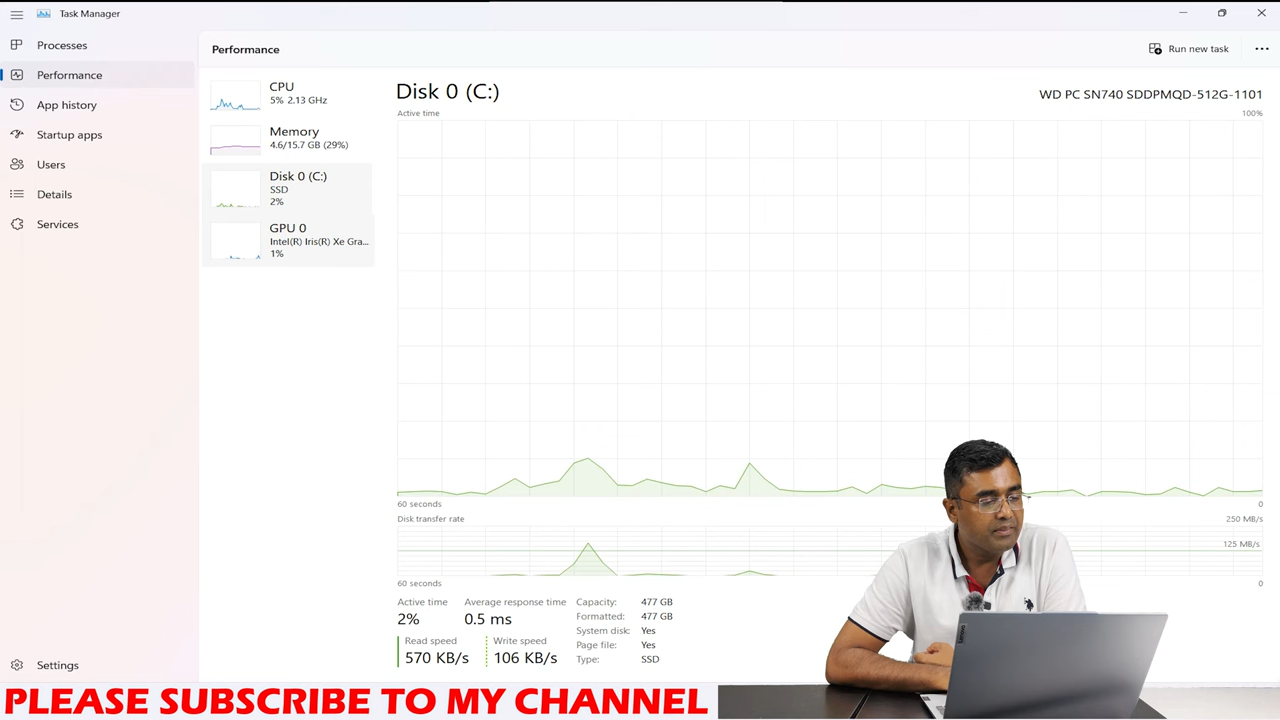 Task Manager
Processes
Performance
App history
Startup apps
Users
Details
Services
Settings
Performance
Run new task
CPU
5% 2.13 GHz
Memory
4.6/15.7 GB (29%)
Disk 0 (C:)
SSD
2%
GPU 0
Intel(R) Iris(R) Xe Gra...
1%
Disk 0 (C:)
WD PC SN740 SDDPMQD-512G-1101
Active time
100%
60 seconds
0
Disk transfer rate
250 MB/s
125 MB/s
60 seconds
0
Active time
2%
Average response time
0.5 ms
Read speed
570 KB/s
Write speed
106 KB/s
Capacity: 477 GB
Formatted: 477 GB
System disk: Yes
Page file: Yes
Type: SSD
Lenovo
PLEASE SUBSCRIBE TO MY CHANNEL